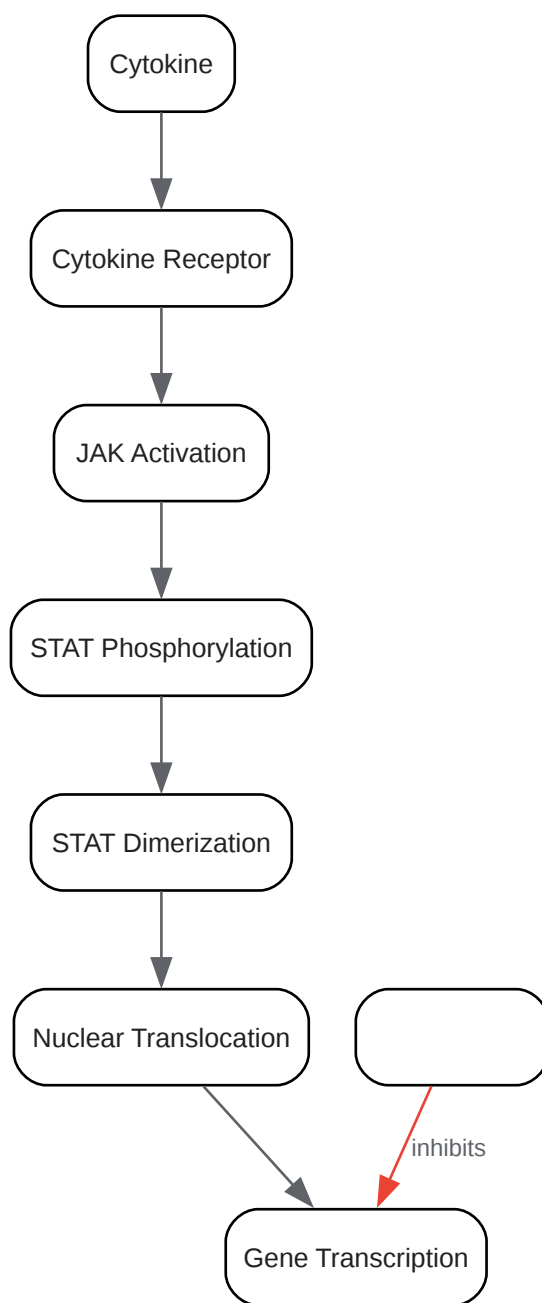 Cytokine
Cytokine Receptor
JAK Activation
STAT Phosphorylation
STAT Dimerization
Nuclear Translocation
inhibits
Gene Transcription